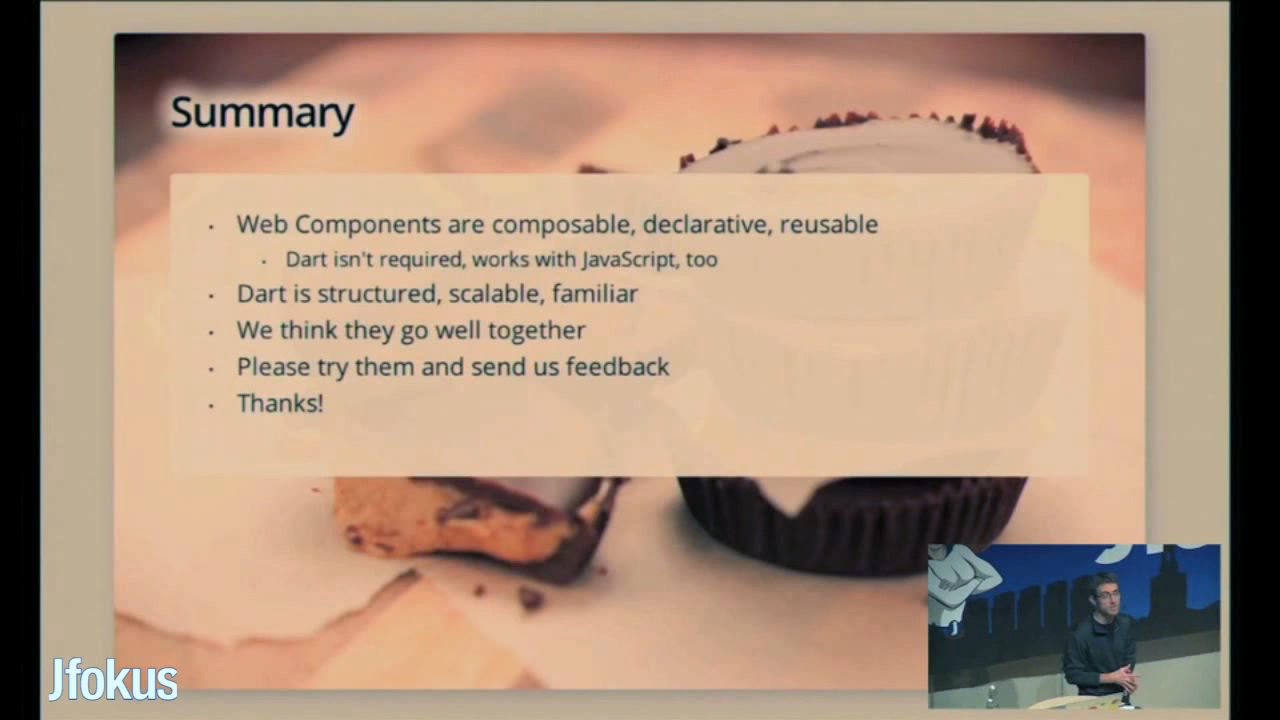 Summary
Web Components are composable, declarative, reusable
Dart isn't required, works with JavaScript, too
Dart is structured, scalable, familiar
We think they go well together
Please try them and send us feedback
Thanks!
Jfokus